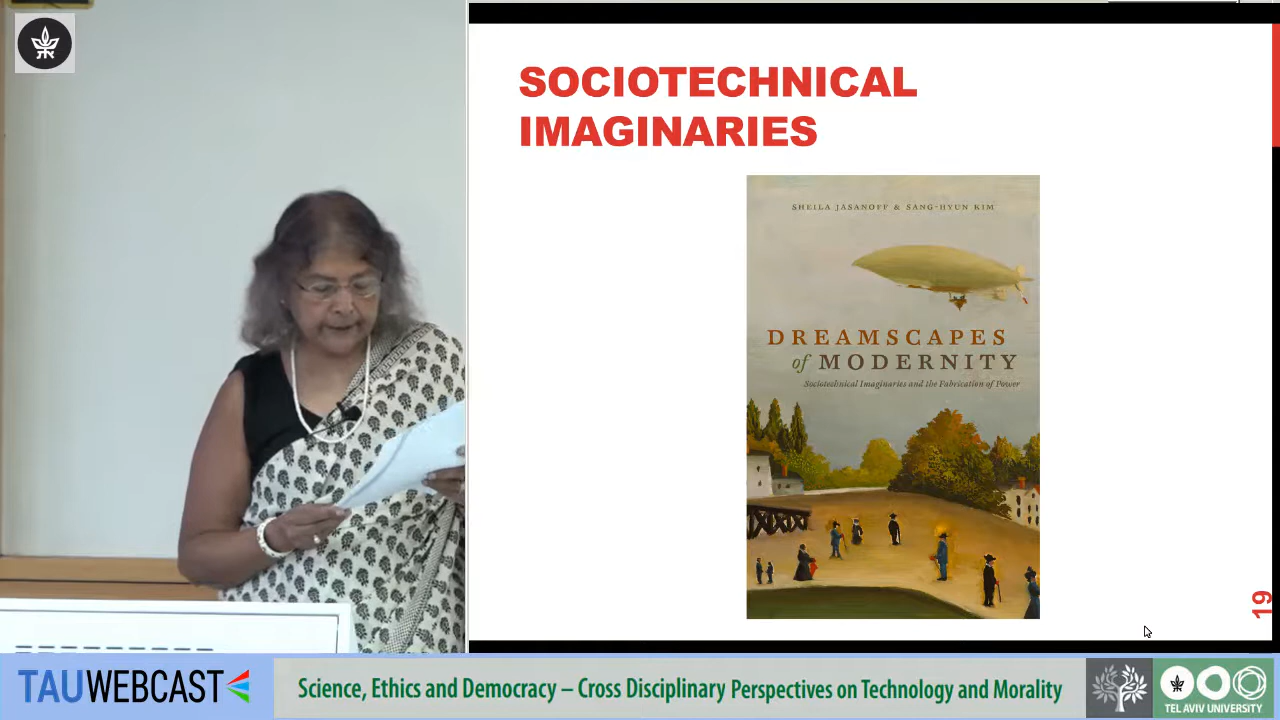 SOCIOTECHNICAL
IMAGINARIES
SHEILA JASANOFF & SANG-HYUN KIM
DREAMSCAPES
of MODERNITY
Sociotechnical Imaginaries and the Fabrication of Power
19
TAUWEBCAST
Science, Ethics and Democracy – Cross Disciplinary Perspectives on Technology and Morality
TEL AVIV UNIVERSITY